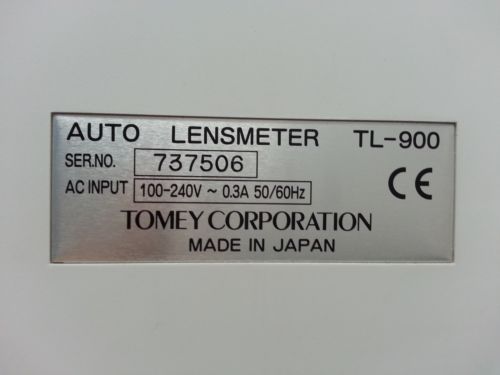 AUTO LENSMETER TL-900
SER.NO. 737506
AC INPUT 100-240V ~ 0.3A 50/60Hz
CE
TOMEY CORPORATION
MADE IN JAPAN